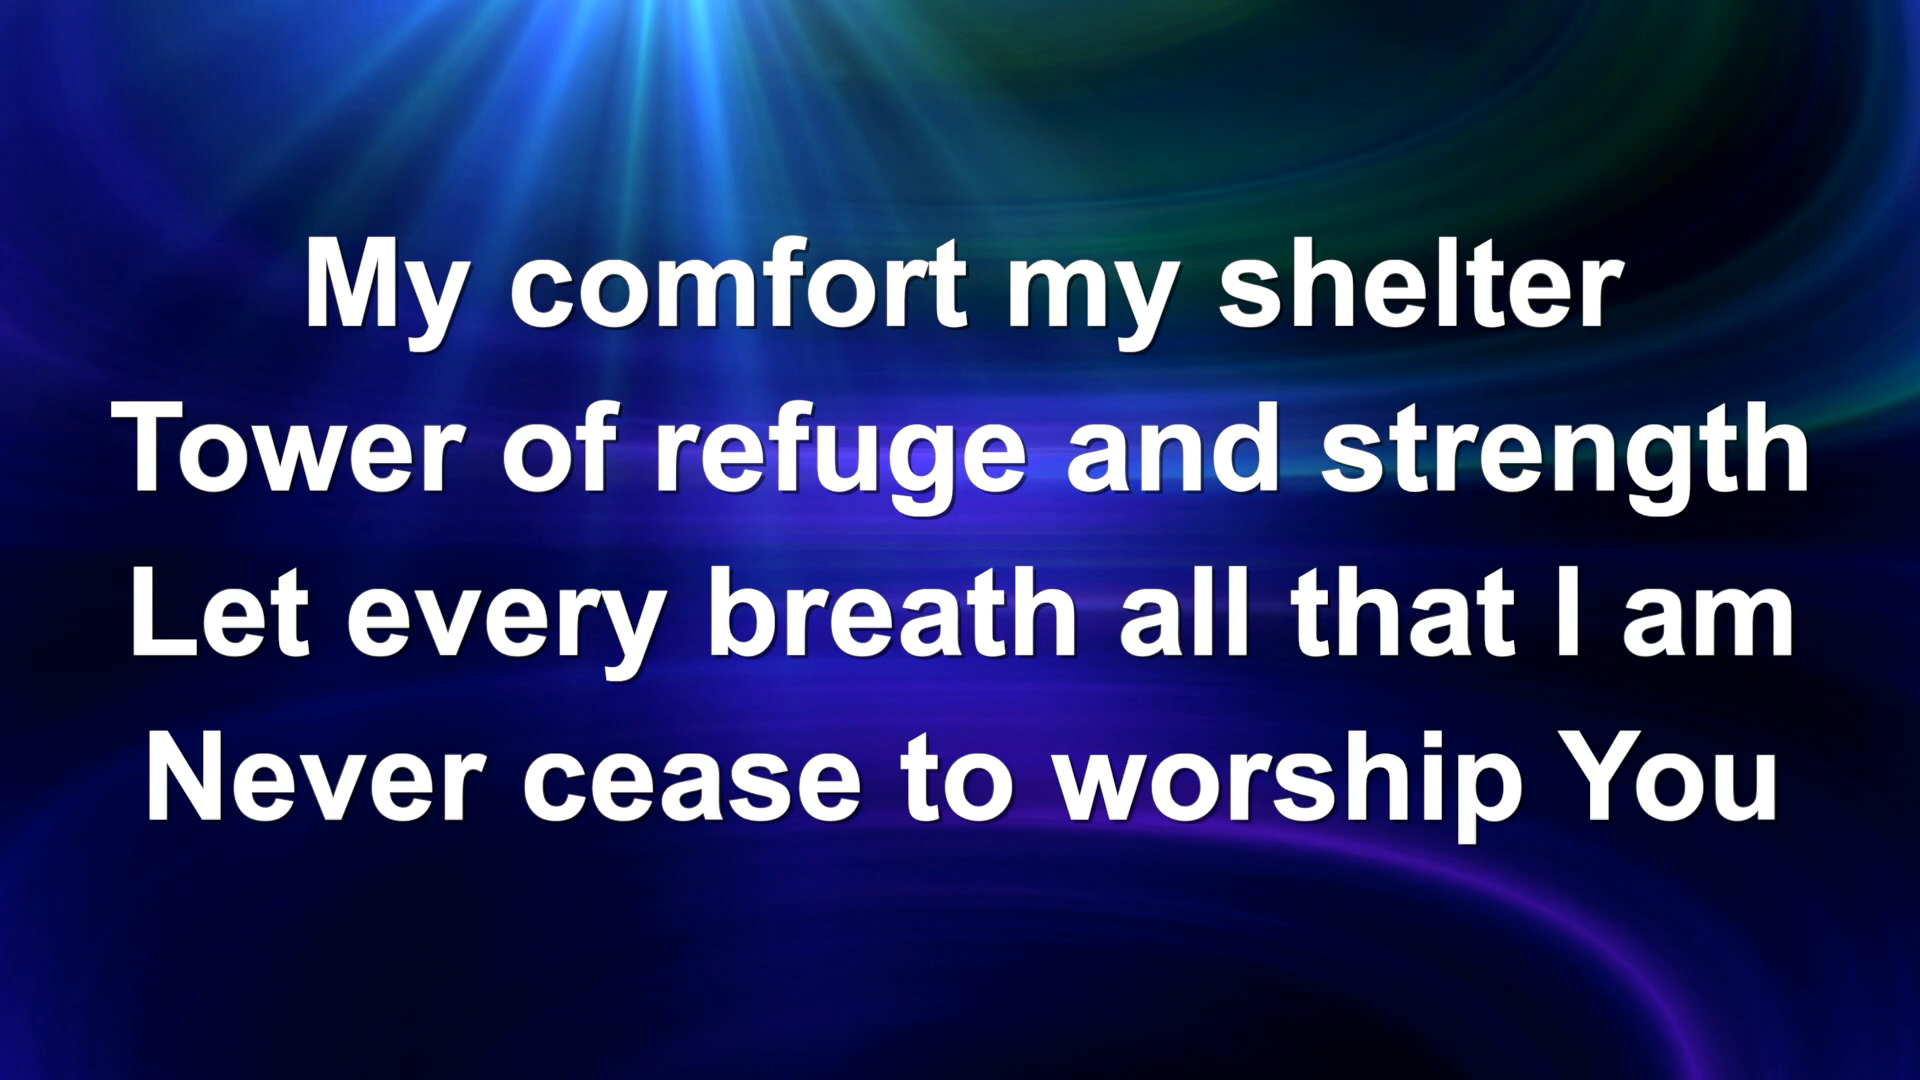 My comfort my shelter
Tower of refuge and strength
Let every breath all that I am
Never cease to worship You